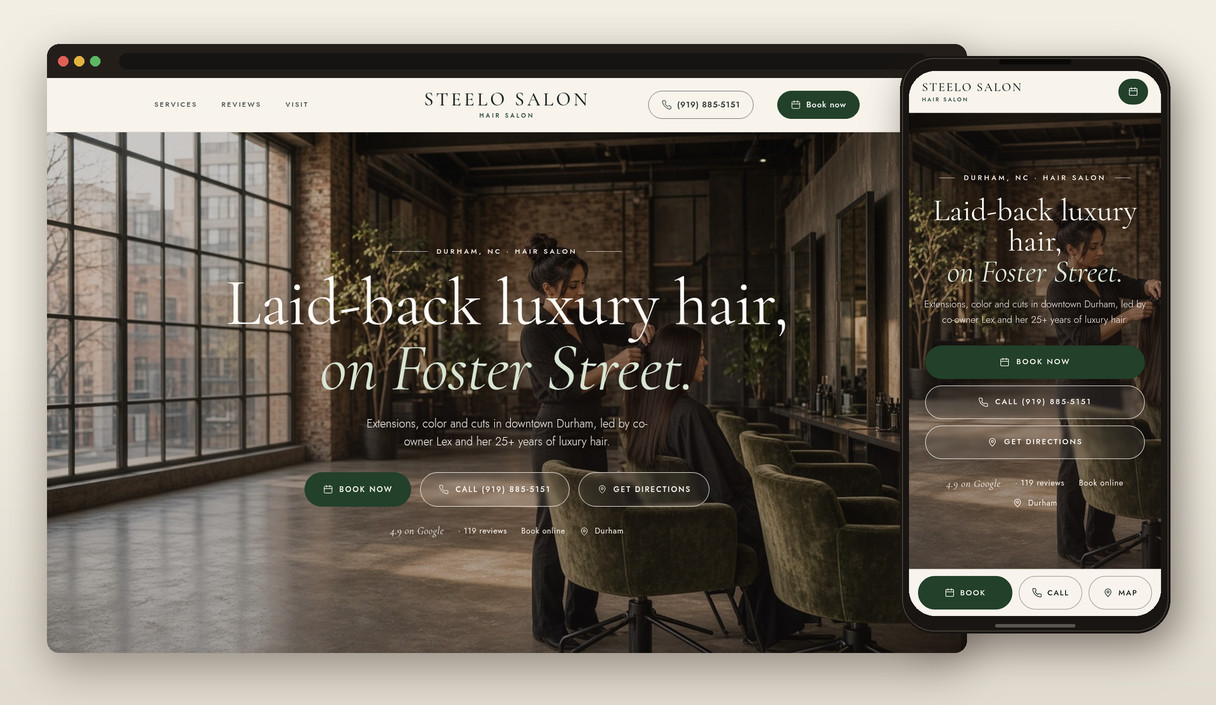 SERVICES REVIEWS VISIT
STEELO SALON
HAIR SALON
(919) 885-5151
Book now
DURHAM, NC · HAIR SALON
Laid-back luxury hair,
on Foster Street.
Extensions, color and cuts in downtown Durham, led by co-
owner Lex and her 25+ years of luxury hair.
BOOK NOW
CALL (919) 885-5151
GET DIRECTIONS
4.9 on Google · 119 reviews Book online Durham
STEELO SALON
HAIR SALON
DURHAM, NC · HAIR SALON
Laid-back luxury
hair,
on Foster Street.
Extensions, color and cuts in downtown Durham, led by
co-owner Lex and her 25+ years of luxury hair.
BOOK NOW
CALL (919) 885-5151
GET DIRECTIONS
4.9 on Google · 119 reviews Book online
Durham
BOOK
CALL
MAP